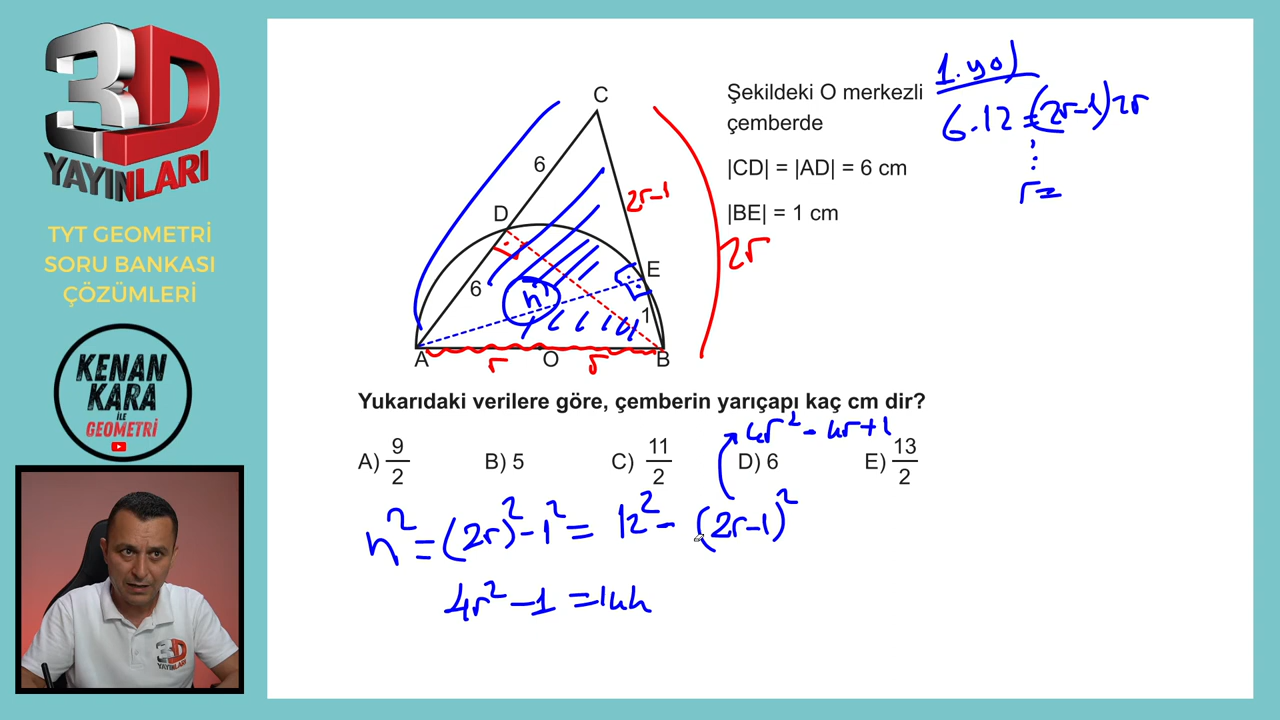 3D
YAYINLARI
TYT GEOMETRİ
SORU BANKASI
ÇÖZÜMLERİ
KENAN
KARA
İLE
GEOMETRİ
3D
YAYINLARI
C
6
D
6
A
O
B
E
1
2r-1
2r
h
r
r
Şekildeki O merkezli
çemberde
|CD| = |AD| = 6 cm
|BE| = 1 cm
1.yol
6.12 = (2r-1)2r
r=
Yukarıdaki verilere göre, çemberin yarıçapı kaç cm dir?
4r² - 4r+1
A) 9/2 B) 5 C) 11/2 D) 6 E) 13/2
h² = (2r)² - 1² = 12² - (2r-1)²
4r² - 1 = 144